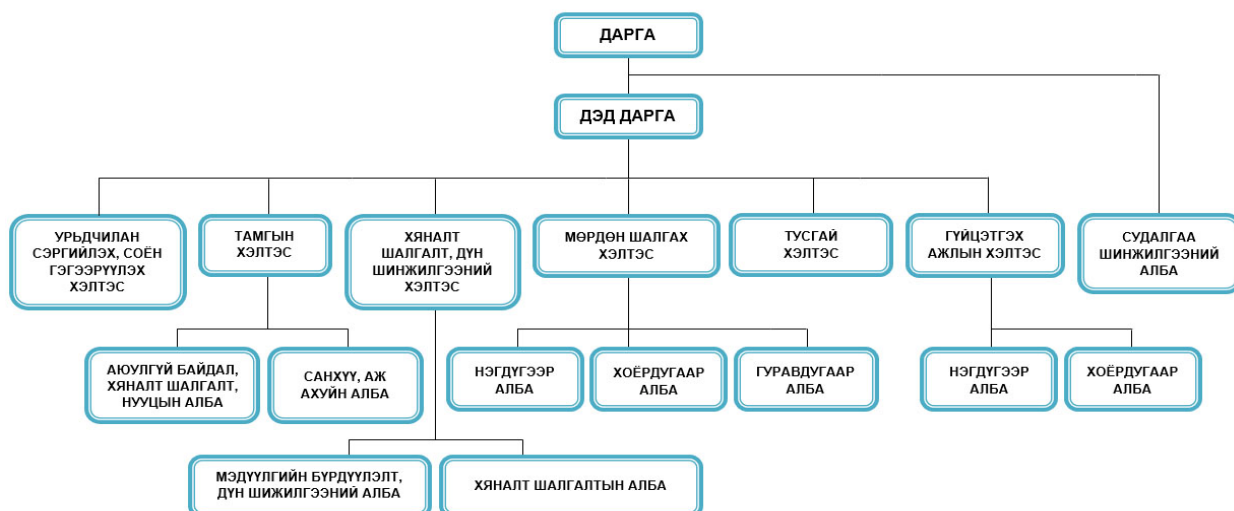 ДАРГА
ДЭД ДАРГА
УРЬДЧИЛАН
СЭРГИЙЛЭХ, СОЁН
ГЭГЭЭРҮҮЛЭХ
ХЭЛТЭС
ТАМГЫН
ХЭЛТЭС
ХЯНАЛТ
ШАЛГАЛТ, ДҮН
ШИНЖИЛГЭЭНИЙ
ХЭЛТЭС
МӨРДӨН ШАЛГАХ
ХЭЛТЭС
ТУСГАЙ
ХЭЛТЭС
ГҮЙЦЭТГЭХ
АЖЛЫН ХЭЛТЭС
СУДАЛГАА
ШИНЖИЛГЭЭНИЙ
АЛБА
АЮУЛГҮЙ БАЙДАЛ,
ХЯНАЛТ ШАЛГАЛТ,
НУУЦЫН АЛБА
САНХҮҮ, АЖ
АХУЙН АЛБА
НЭГДҮГЭЭР
АЛБА
ХОЁРДУГААР
АЛБА
ГУРАВДУГААР
АЛБА
НЭГДҮГЭЭР
АЛБА
ХОЁРДУГААР
АЛБА
МЭДҮҮЛГИЙН БҮРДҮҮЛЭЛТ,
ДҮН ШИЖИЛГЭЭНИЙ АЛБА
ХЯНАЛТ ШАЛГАЛТЫН АЛБА